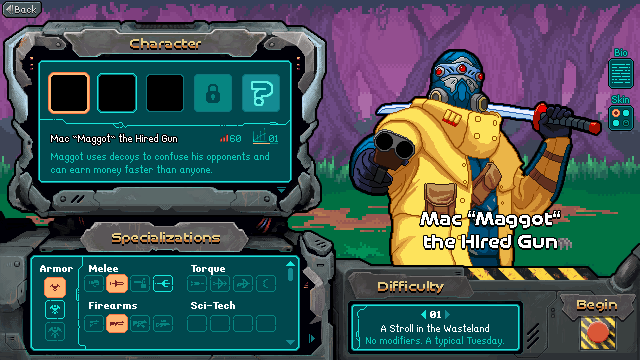 Back
Character
Mac "Maggot" the Hired Gun
60
01
Maggot uses decoys to confuse his opponents and
can earn money faster than anyone.
Bio
Skin
Mac "Maggot"
the HIred Gun
Specializations
Armor
Melee
Torque
Firearms
Sci-Tech
Difficulty
01
A Stroll in the Wasteland
No modifiers. A typical Tuesday.
Begin